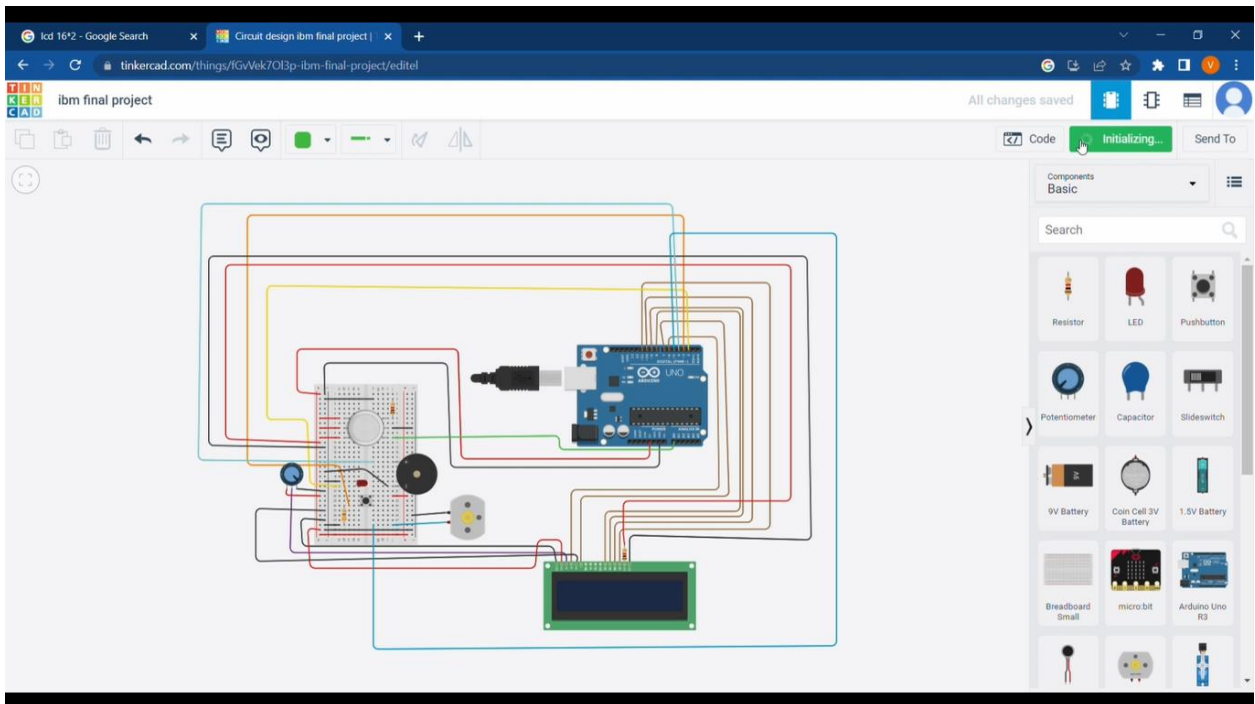 lcd 16*2 - Google Search
Circuit design ibm final project |
tinkercad.com/things/fGvVek7Ol3p-ibm-final-project/editel
TIN
KER
CAD
ibm final project
All changes saved
Code
Initializing...
Send To
Components
Basic
Search
Resistor
LED
Pushbutton
Potentiometer
Capacitor
Slideswitch
9V Battery
Coin Cell 3V
Battery
1.5V Battery
Breadboard
Small
micro:bit
Arduino Uno
R3
UNO
ARDUINO
V